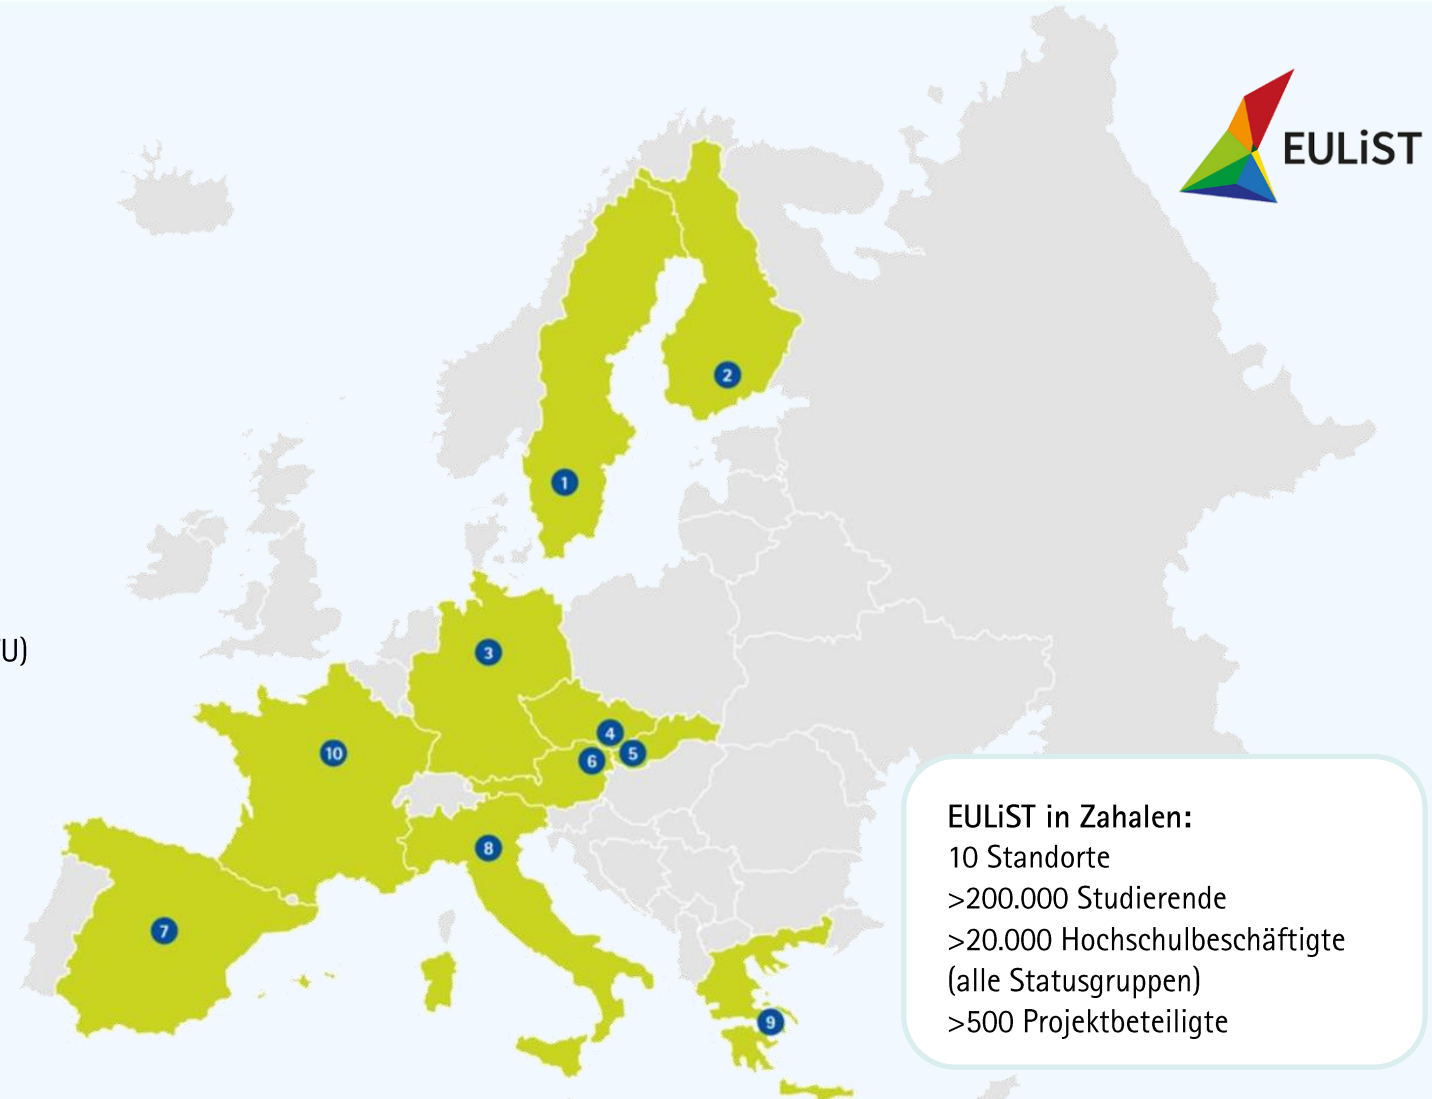 EULiST
2
1
U)
3
4
5
6
10
8
7
9
EULiST in Zahalen:
10 Standorte
>200.000 Studierende
>20.000 Hochschulbeschäftigte
(alle Statusgruppen)
>500 Projektbeteiligte